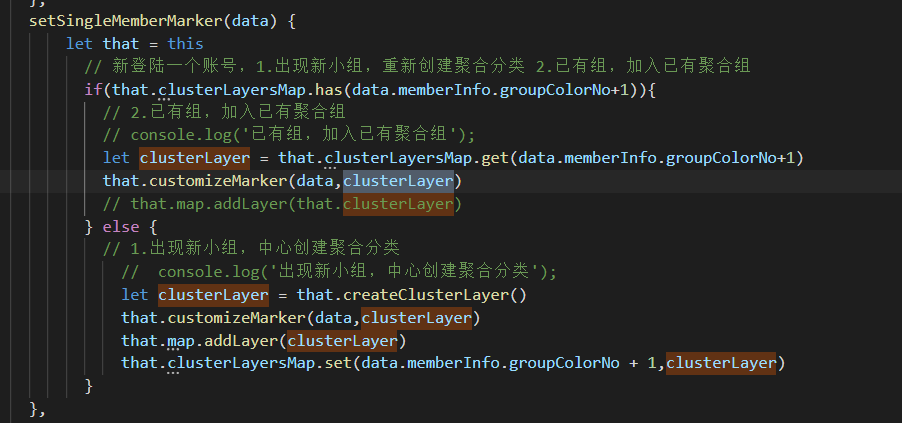 },
setSingleMemberMarker(data) {
let that = this
// 新登陆一个账号，1.出现新小组，重新创建聚合分类 2.已有组，加入已有聚合组
if(that.clusterLayersMap.has(data.memberInfo.groupColorNo+1)){
// 2.已有组，加入已有聚合组
// console.log('已有组，加入已有聚合组');
let clusterLayer = that.clusterLayersMap.get(data.memberInfo.groupColorNo+1)
that.customizeMarker(data,clusterLayer)
// that.map.addLayer(that.clusterLayer)
} else {
// 1.出现新小组，中心创建聚合分类
//  console.log('出现新小组，中心创建聚合分类');
let clusterLayer = that.createClusterLayer()
that.customizeMarker(data,clusterLayer)
that.map.addLayer(clusterLayer)
that.clusterLayersMap.set(data.memberInfo.groupColorNo + 1,clusterLayer)
}
},